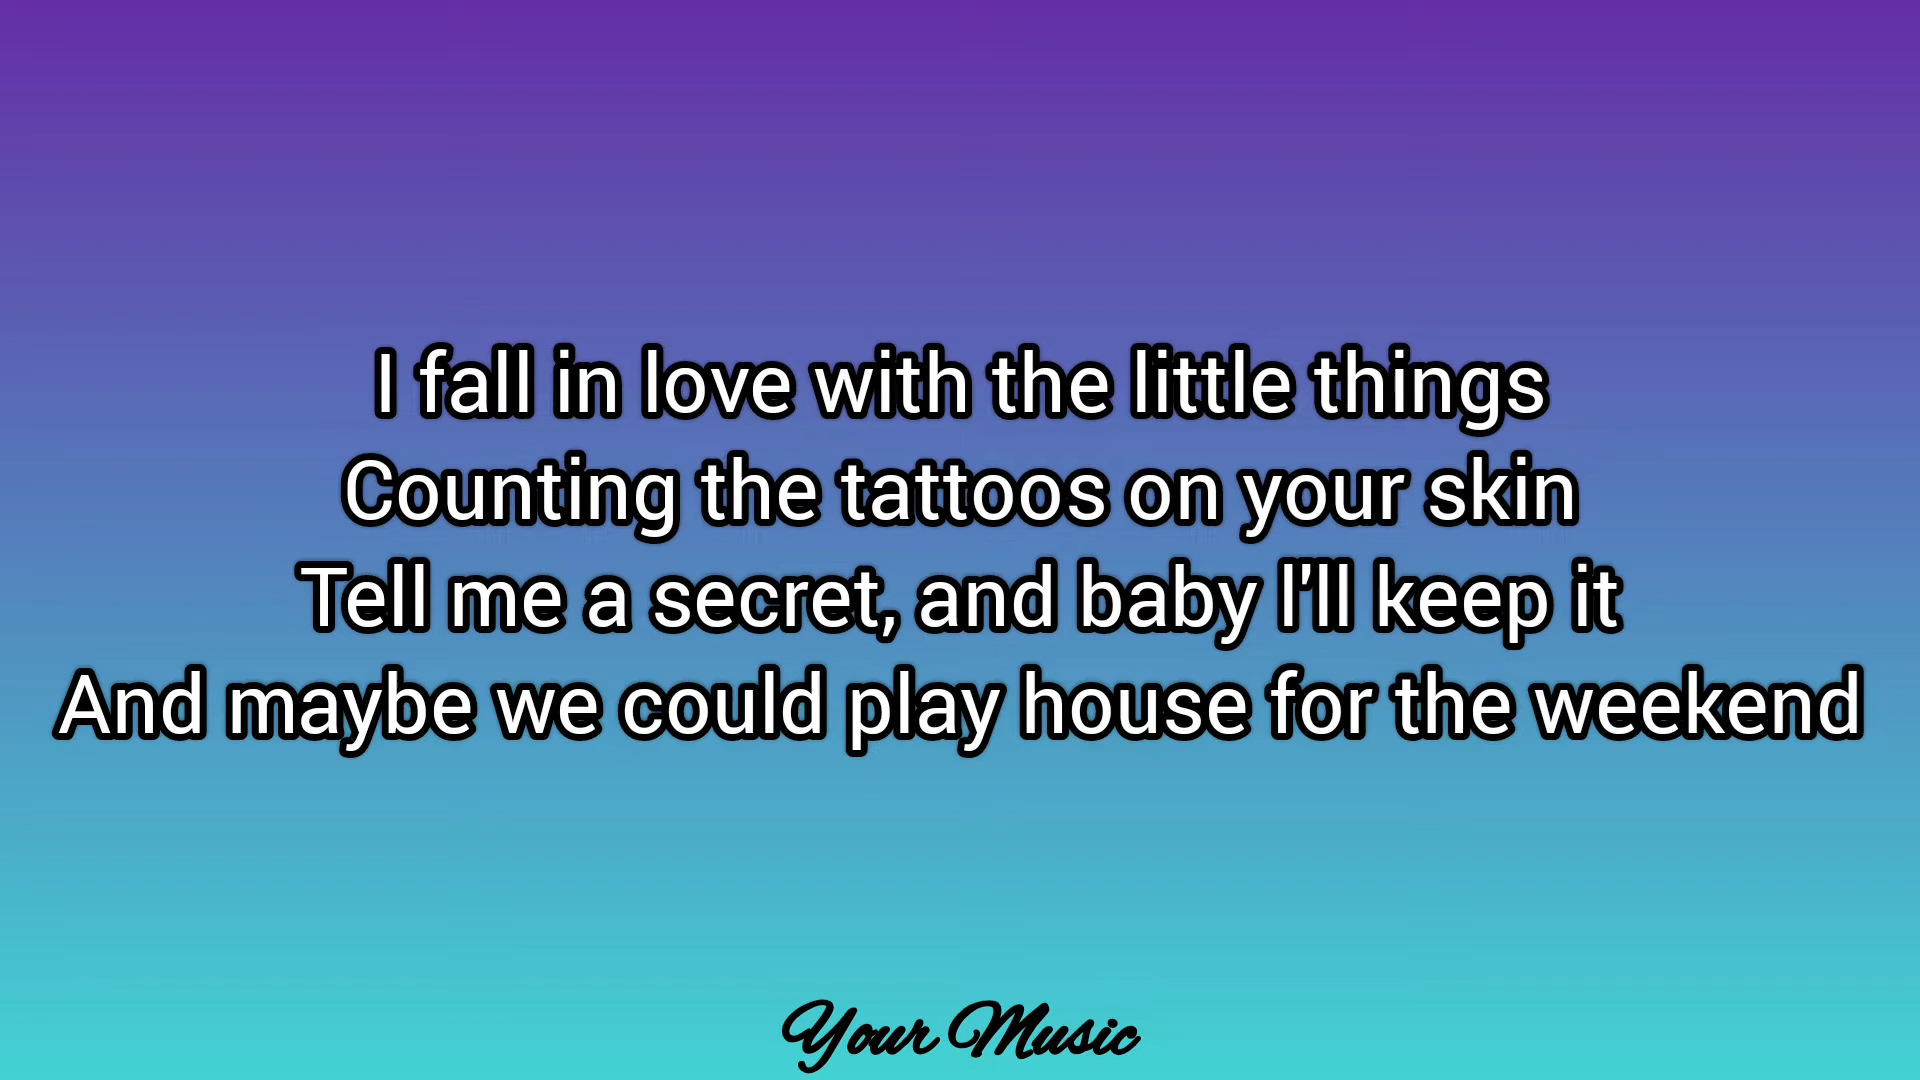 I fall in love with the little things
Counting the tattoos on your skin
Tell me a secret, and baby I'll keep it
And maybe we could play house for the weekend
Your Music